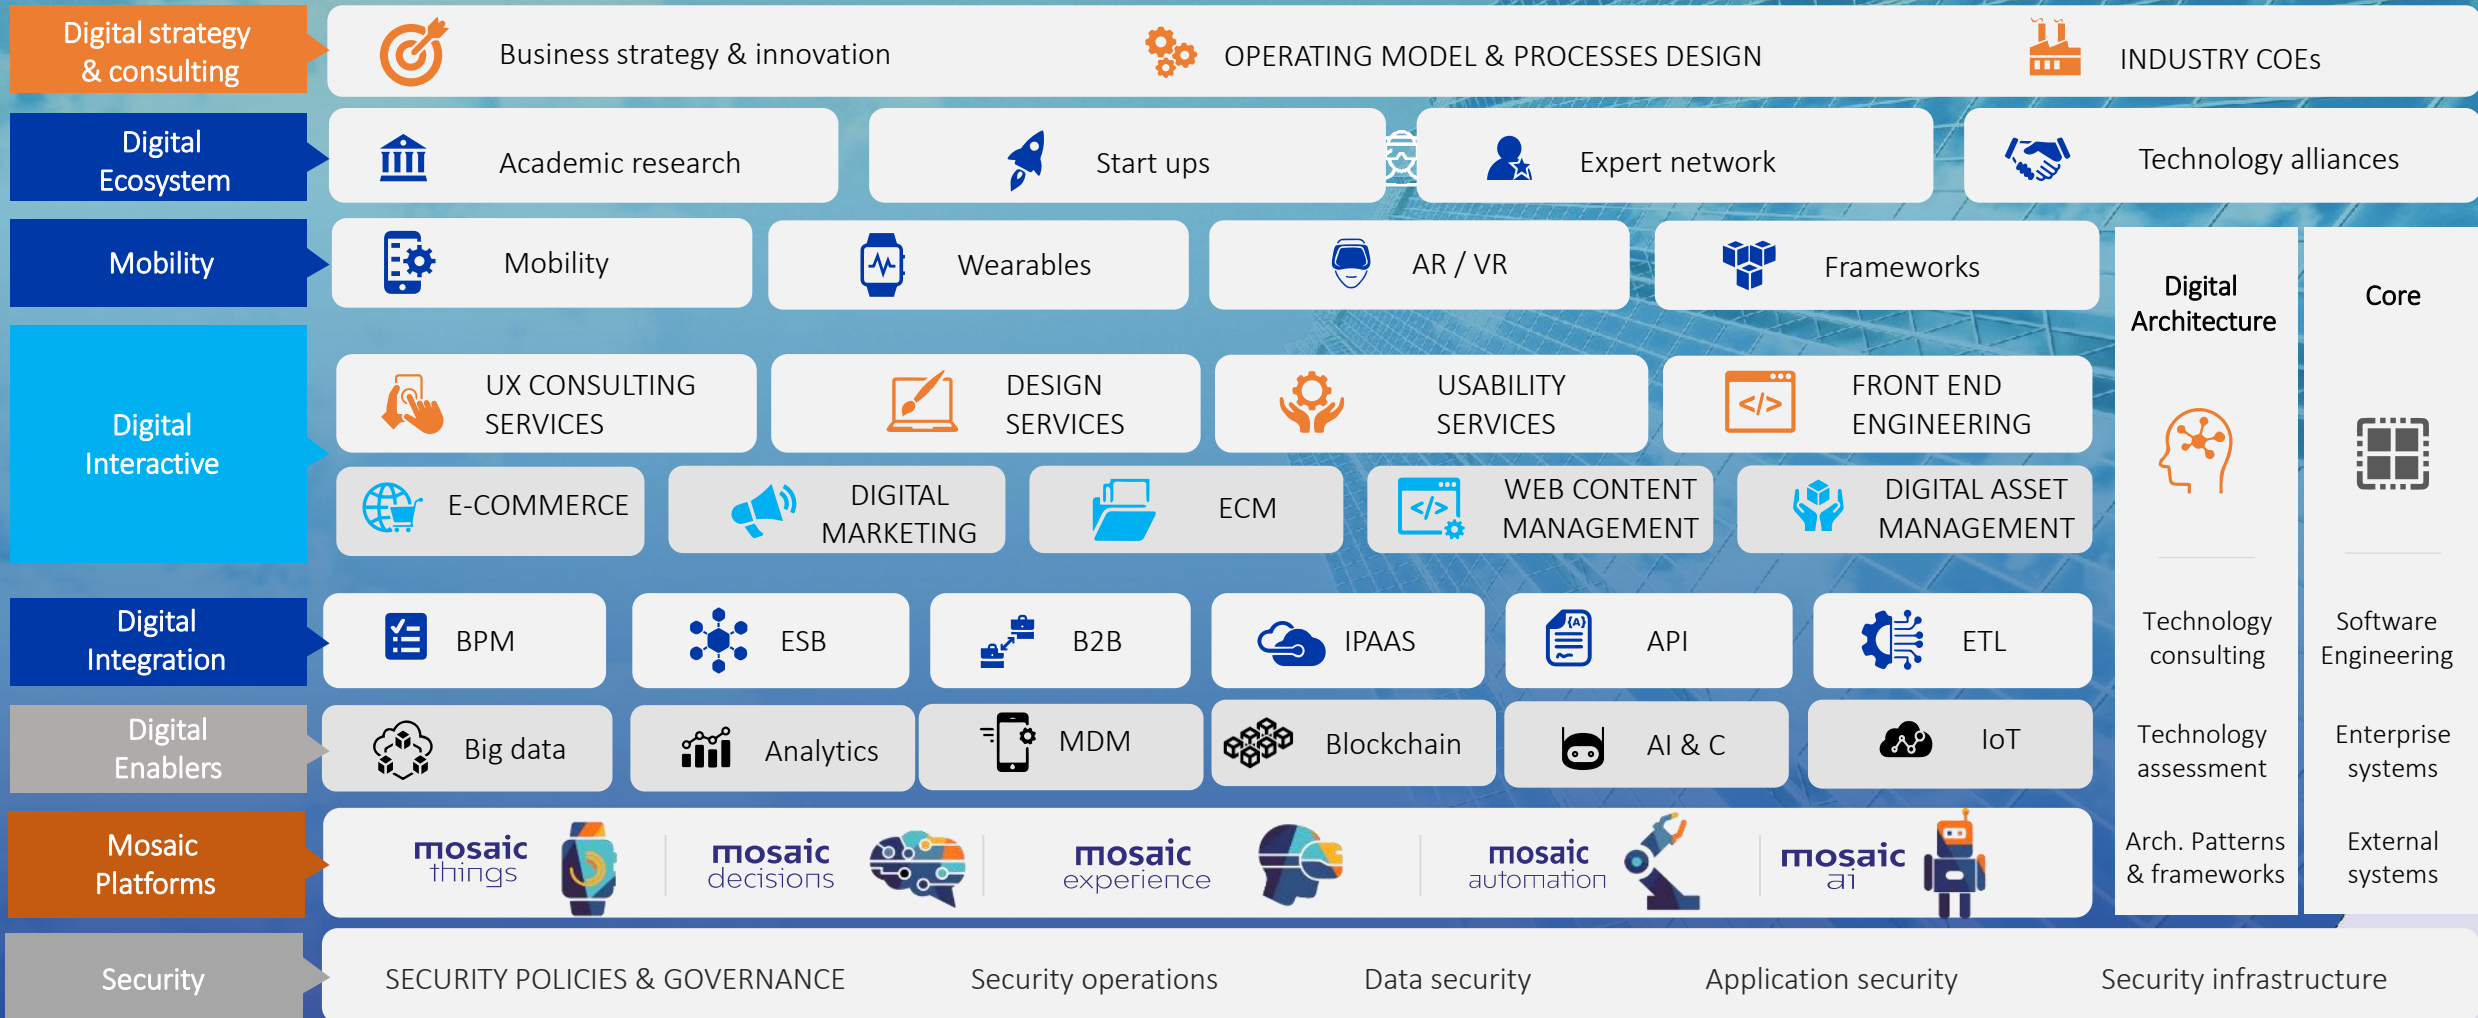 Digital strategy
& consulting
Business strategy & innovation
OPERATING MODEL & PROCESSES DESIGN
INDUSTRY COEs
Digital
Ecosystem
Academic research
Start ups
Expert network
Technology alliances
Mobility
Mobility
Wearables
AR / VR
Frameworks
Digital
Interactive
UX CONSULTING
SERVICES
DESIGN
SERVICES
USABILITY
SERVICES
FRONT END
ENGINEERING
</>
E-COMMERCE
DIGITAL
MARKETING
ECM
</>
WEB CONTENT
MANAGEMENT
DIGITAL ASSET
MANAGEMENT
Digital
Integration
BPM
ESB
B2B
IPAAS
{A}
API
ETL
Digital
Enablers
Big data
Analytics
MDM
Blockchain
AI & C
IoT
Mosaic
Platforms
mosaic
things
mosaic
decisions
mosaic
experience
mosaic
automation
mosaic
ai
Digital
Architecture
Technology
consulting
Technology
assessment
Arch. Patterns
& frameworks
Core
Software
Engineering
Enterprise
systems
External
systems
Security
SECURITY POLICIES & GOVERNANCE
Security operations
Data security
Application security
Security infrastructure